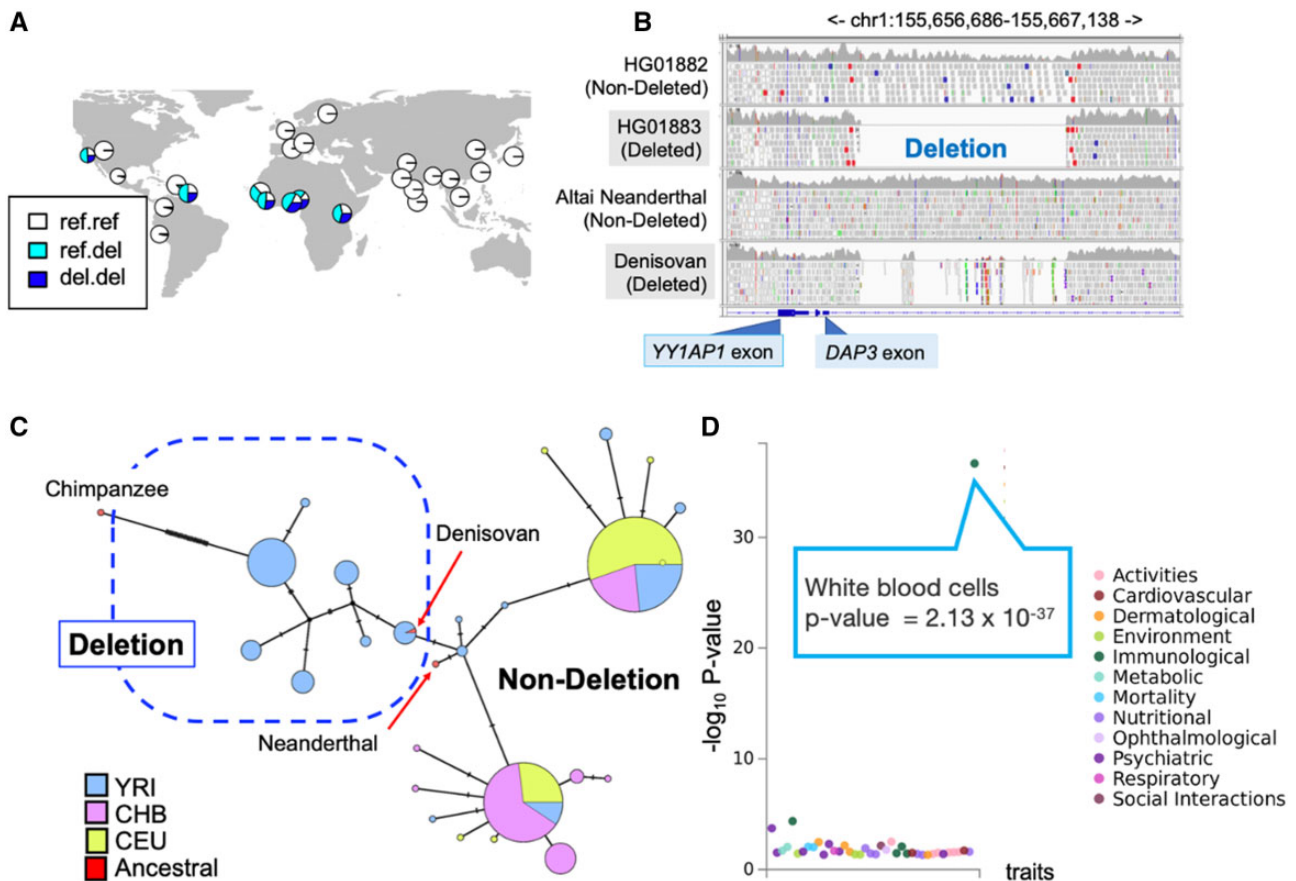 A
ref.ref
ref.del
del.del
B
<- chr1:155,656,686-155,667,138 ->
HG01882
(Non-Deleted)
HG01883
(Deleted)
Deletion
Altai Neanderthal
(Non-Deleted)
Denisovan
(Deleted)
YY1AP1 exon
DAP3 exon
C
Chimpanzee
Denisovan
Deletion
Non-Deletion
Neanderthal
YRI
CHB
CEU
Ancestral
D
-log10 P-value
30
20
10
0
White blood cells
p-value = 2.13 x 10-37
traits
Activities
Cardiovascular
Dermatological
Environment
Immunological
Metabolic
Mortality
Nutritional
Ophthalmological
Psychiatric
Respiratory
Social Interactions